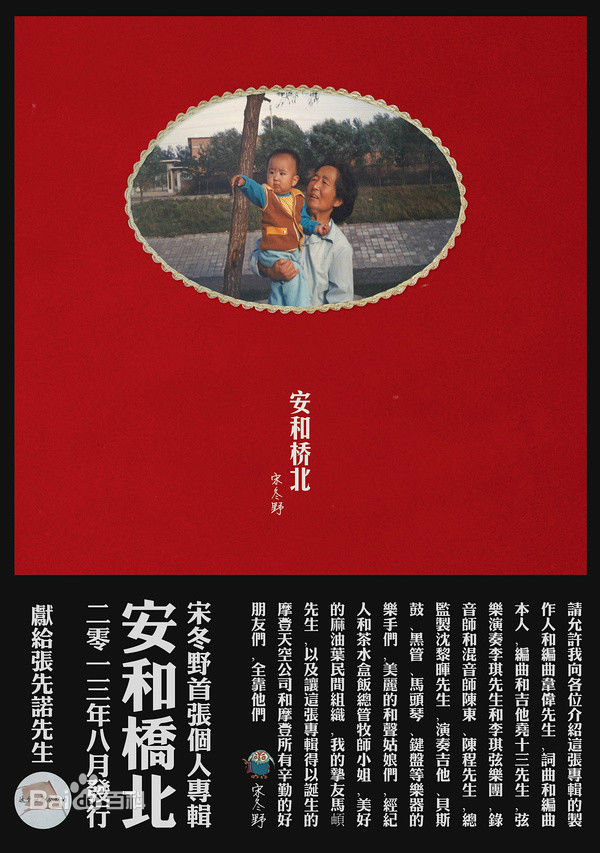 安和桥北
宋冬野
請允許我向各位介紹這張專輯的製
作人和編曲韋偉先生﹑詞曲和編曲
本人﹑編曲和吉他堯十三先生﹑弦
樂演奏李琪先生和李琪弦樂團﹑錄
音師和混音師陳東﹑陳程先生﹑總
監製沈黎暉先生﹑演奏吉他﹑貝斯
鼓﹑黑管﹑馬頭琴﹑鍵盤等樂器的
樂手們﹑美麗的和聲姑娘們﹑經紀
人和茶水盒飯總管牧師小姐﹑美好
的麻油葉民間組織﹑我的摯友馬頔
先生﹑以及讓這張專輯得以誕生的
摩登天空公司和摩登所有辛勤的好
朋友們﹑全靠他們
宋冬野
宋冬野首張個人專輯
安和橋北
二零一三年八月發行
獻給張先諾先生
Bai百科